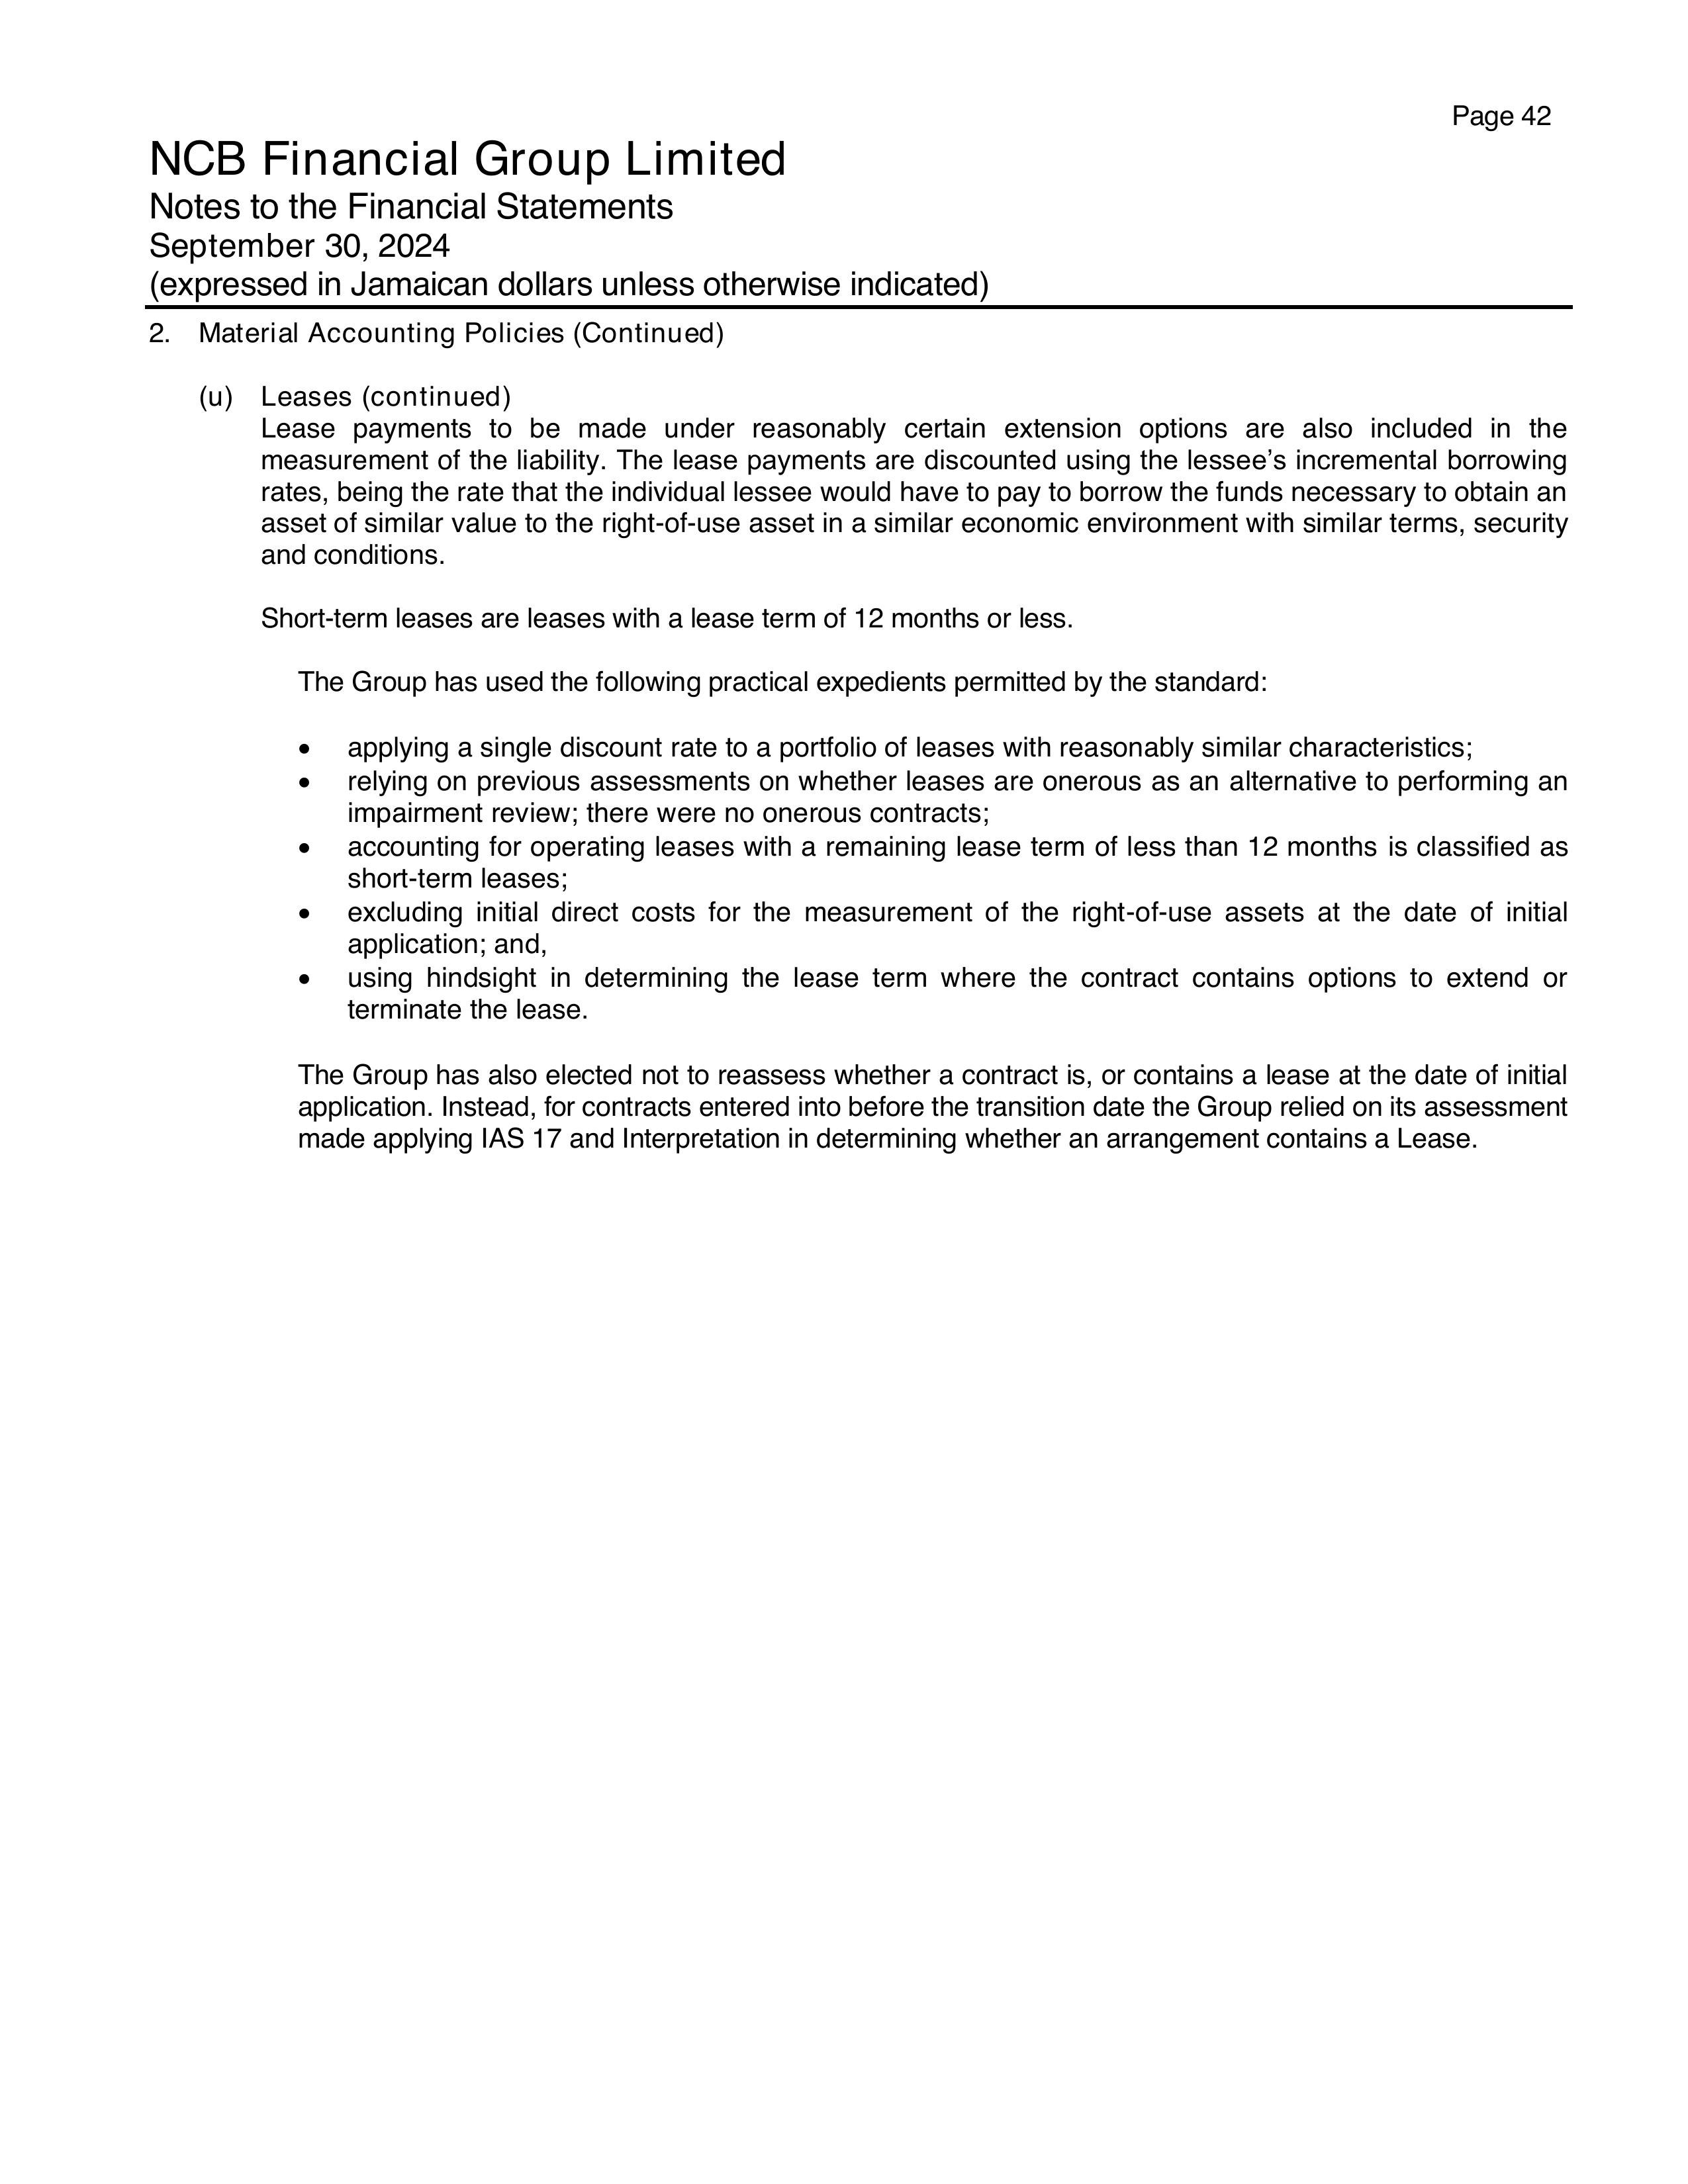 Page 42
NCB Financial Group Limited
Notes to the Financial Statements
September 30, 2024
(expressed in Jamaican dollars unless otherwise indicated)
2. Material Accounting Policies (Continued)
(u) Leases (continued)
Lease payments to be made under reasonably certain extension options are also included in the
measurement of the liability. The lease payments are discounted using the lessee’s incremental borrowing
rates, being the rate that the individual lessee would have to pay to borrow the funds necessary to obtain an
asset of similar value to the right-of-use asset in a similar economic environment with similar terms, security
and conditions.
Short-term leases are leases with a lease term of 12 months or less.
The Group has used the following practical expedients permitted by the standard:
• applying a single discount rate to a portfolio of leases with reasonably similar characteristics;
• relying on previous assessments on whether leases are onerous as an alternative to performing an
impairment review; there were no onerous contracts;
• accounting for operating leases with a remaining lease term of less than 12 months is classified as
short-term leases;
• excluding initial direct costs for the measurement of the right-of-use assets at the date of initial
application; and,
• using hindsight in determining the lease term where the contract contains options to extend or
terminate the lease.
The Group has also elected not to reassess whether a contract is, or contains a lease at the date of initial
application. Instead, for contracts entered into before the transition date the Group relied on its assessment
made applying IAS 17 and Interpretation in determining whether an arrangement contains a Lease.